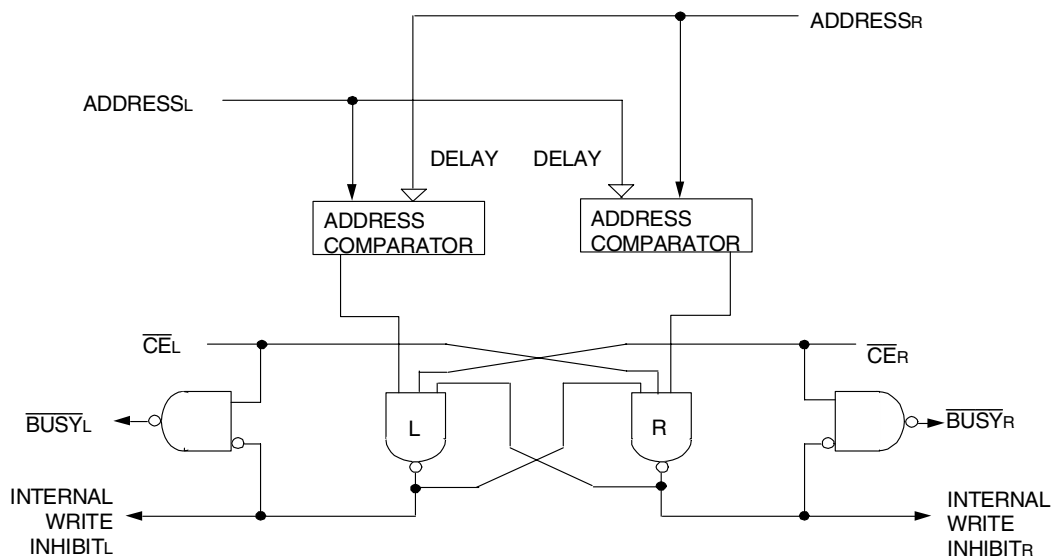 ADDRESSR
ADDRESSL
DELAY DELAY
ADDRESS
COMPARATOR
ADDRESS
COMPARATOR
CEL
CER
BUSYL
L
R
BUSYR
INTERNAL
WRITE
INHIBITL
INTERNAL
WRITE
INHIBITR